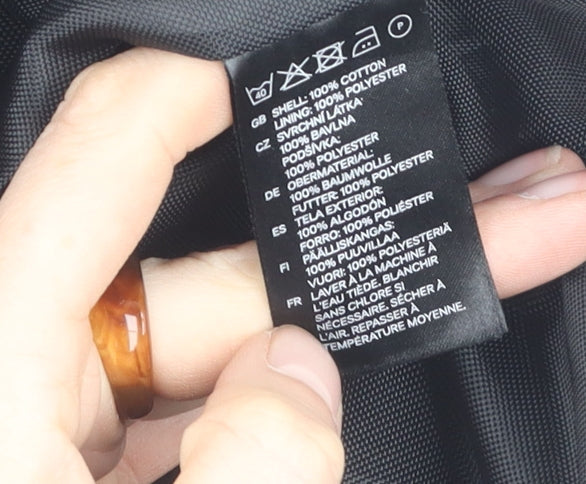 40 P
GB SHELL: 100% COTTON
LINING: 100% POLYESTER
CZ SVRCHNÍ LÁTKA:
100% BAVLNA
PODŠÍVKA:
100% POLYESTER
DE OBERMATERIAL:
100% BAUMWOLLE
FUTTER: 100% POLYESTER
ES TELA EXTERIOR:
100% ALGODÓN
FORRO: 100% POLIÉSTER
FI PÄÄLLISKANGAS:
100% PUUVILLAA
VUORI: 100% POLYESTERIÄ
FR LAVER À LA MACHINE À
L'EAU TIÈDE. BLANCHIR
SANS CHLORE SI
NÉCESSAIRE. SÉCHER À
L'AIR. REPASSER À
TEMPÉRATURE MOYENNE.